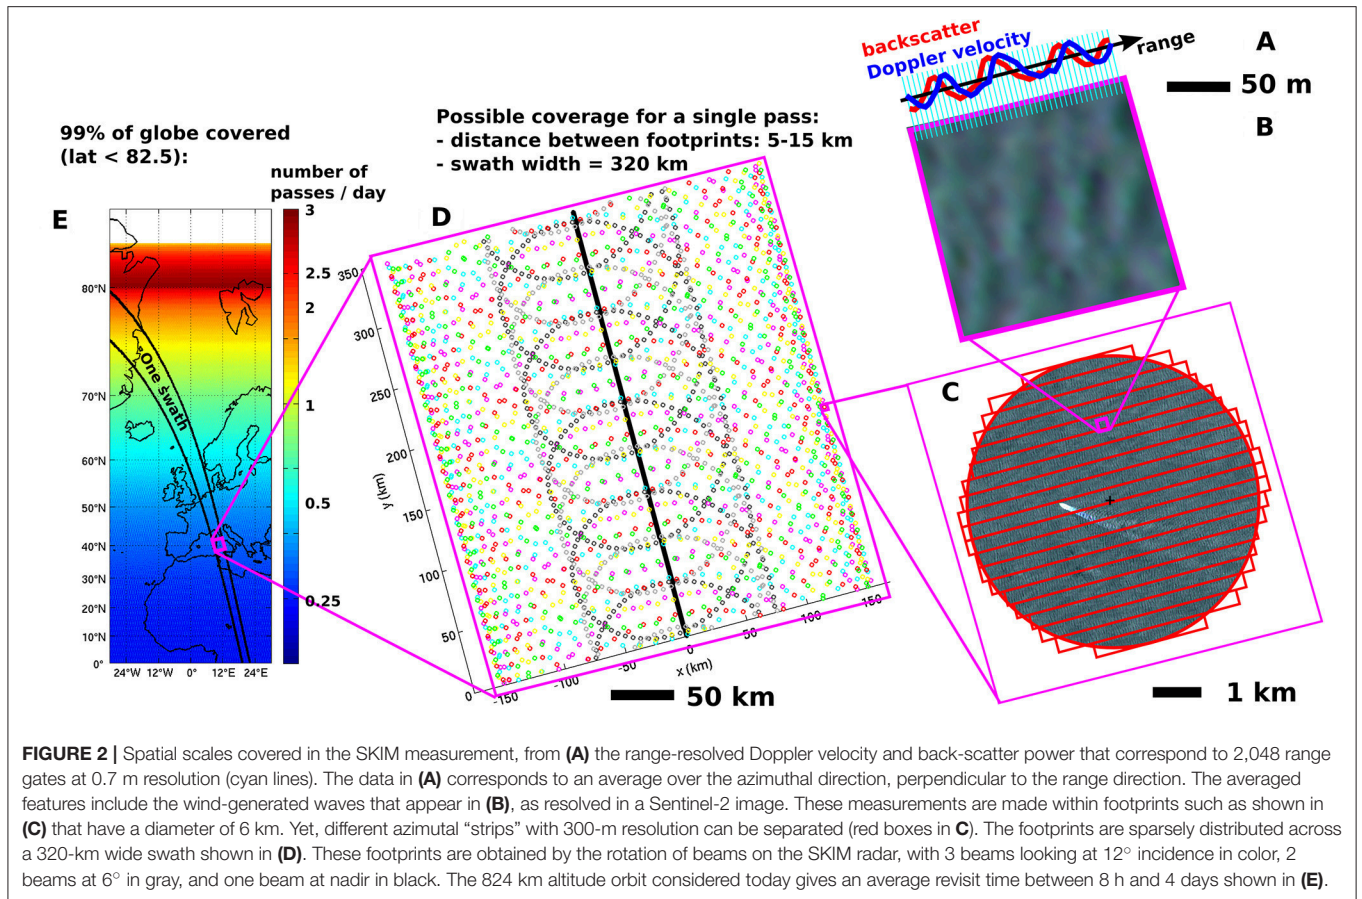 backscatter
Doppler velocity
range
A
50 m
B
99% of globe covered
(lat < 82.5):
number of
passes / day
Possible coverage for a single pass:
- distance between footprints: 5-15 km
- swath width = 320 km
E
3
2.5
2
1
0.5
0.25
80°N
70°N
60°N
50°N
40°N
30°N
20°N
10°N
0°
24°W 12°W 0° 12°E 24°E
One swath
D
350
300
250
200
150
100
50
0
y (km)
-150 -100 -50 0 50 100 150
x (km)
50 km
C
1 km
FIGURE 2 | Spatial scales covered in the SKIM measurement, from (A) the range-resolved Doppler velocity and back-scatter power that correspond to 2,048 range
gates at 0.7 m resolution (cyan lines). The data in (A) corresponds to an average over the azimuthal direction, perpendicular to the range direction. The averaged
features include the wind-generated waves that appear in (B), as resolved in a Sentinel-2 image. These measurements are made within footprints such as shown in
(C) that have a diameter of 6 km. Yet, different azimutal “strips” with 300-m resolution can be separated (red boxes in C). The footprints are sparsely distributed across
a 320-km wide swath shown in (D). These footprints are obtained by the rotation of beams on the SKIM radar, with 3 beams looking at 12° incidence in color, 2
beams at 6° in gray, and one beam at nadir in black. The 824 km altitude orbit considered today gives an average revisit time between 8 h and 4 days shown in (E).